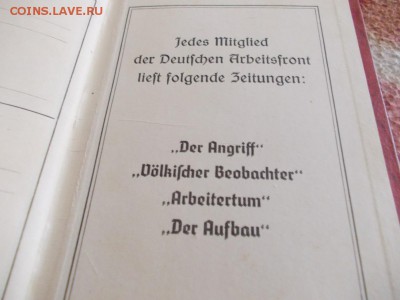 COINS.LAVE.RU
Jedes Mitglied
der Deutschen Arbeitsfront
liest folgende Zeitungen:
„Der Angriff“
„Völkischer Beobachter“
„Arbeitertum“
„Der Aufbau“